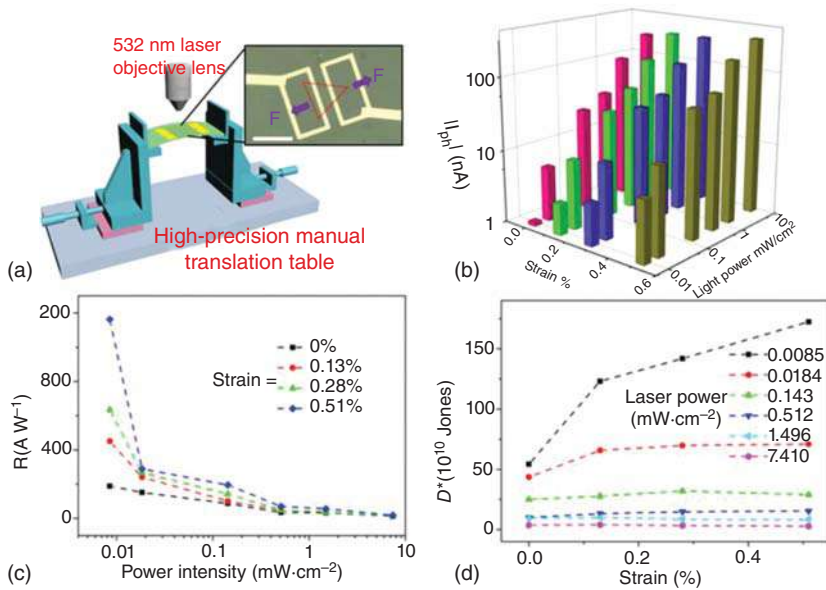 532 nm laser
objective lens
F
F
High-precision manual
translation table
(a)
|I_ph| (nA)
100
10
1
0.0
0.2
0.4
0.6
Strain %
0.01
0.1
1
10²
Light power mW/cm²
(b)
R(A W⁻¹)
200
800
400
0
Strain =
0%
0.13%
0.28%
0.51%
0.01
0.1
1
10
Power intensity (mW·cm⁻²)
(c)
D*(10¹⁰ Jones)
150
100
50
0
Laser power
(mW·cm⁻²)
0.0085
0.0184
0.143
0.512
1.496
7.410
0.0
0.2
0.4
Strain (%)
(d)